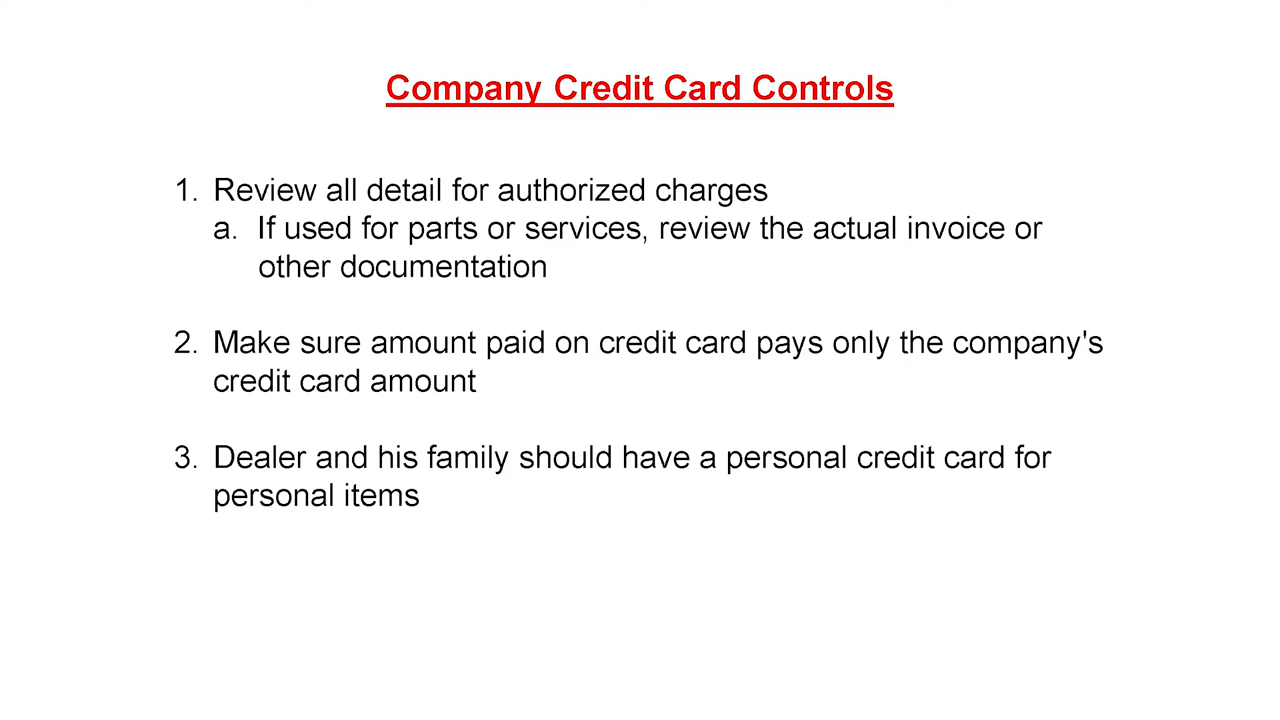 Company Credit Card Controls
1. Review all detail for authorized charges
a. If used for parts or services, review the actual invoice or
other documentation
2. Make sure amount paid on credit card pays only the company's
credit card amount
3. Dealer and his family should have a personal credit card for
personal items